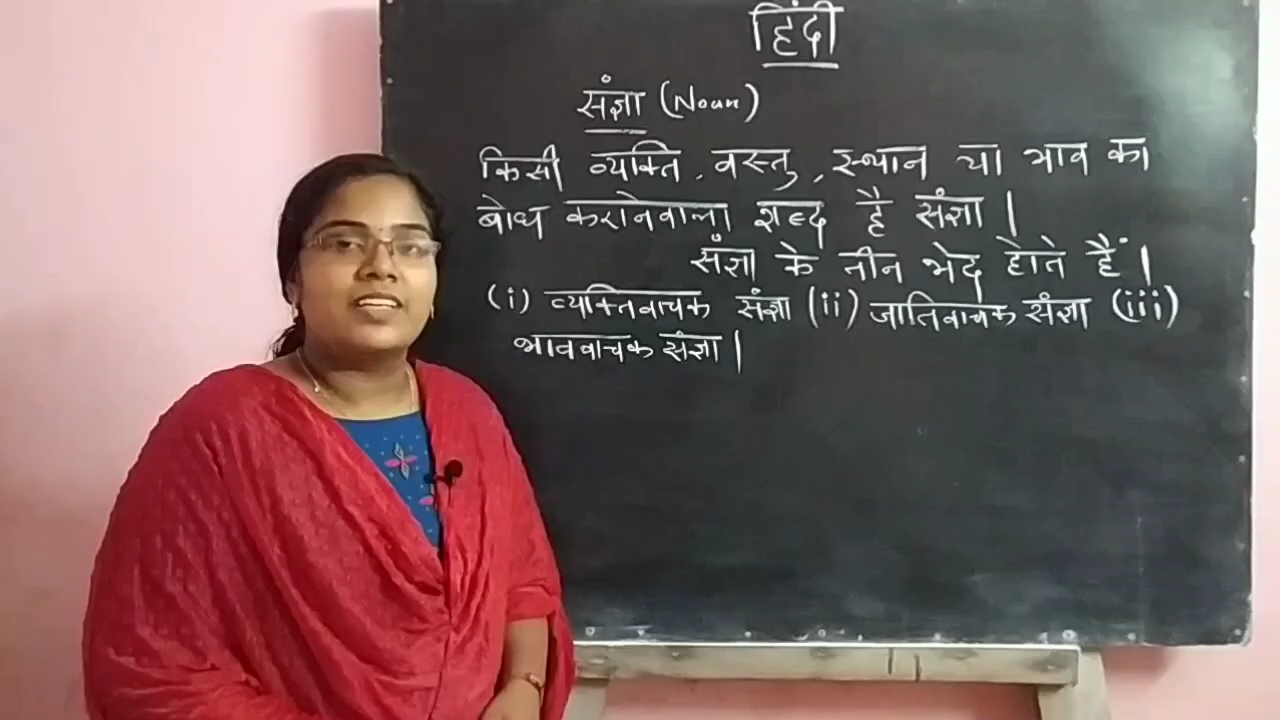 हिंदी
संज्ञा (Noun)
किसी व्यक्ति, वस्तु, स्थान या भाव का
बोध करानेवाला शब्द है संज्ञा |
संज्ञा के तीन भेद होते हैं |
(i) व्यक्तिवाचक संज्ञा (ii) जातिवाचक संज्ञा (iii)
भाववाचक संज्ञा |